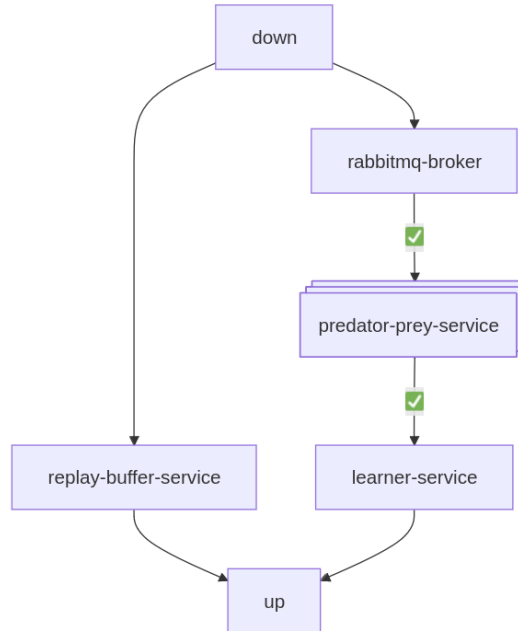 down
rabbitmq-broker
✅
predator-prey-service
✅
replay-buffer-service
learner-service
up